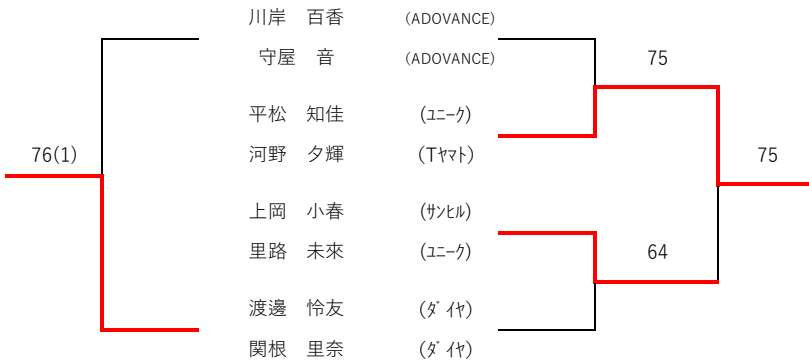 川岸　百香 (ADOVANCE)
守屋　音 (ADOVANCE) 75
平松　知佳 (ﾕﾆｰｸ)
76(1) 河野　夕輝 (Tﾔﾏﾄ) 75
上岡　小春 (ｻﾝﾋﾙ)
里路　未來 (ﾕﾆｰｸ) 64
渡邊　怜友 (ﾀﾞｲﾔ)
関根　里奈 (ﾀﾞｲﾔ)